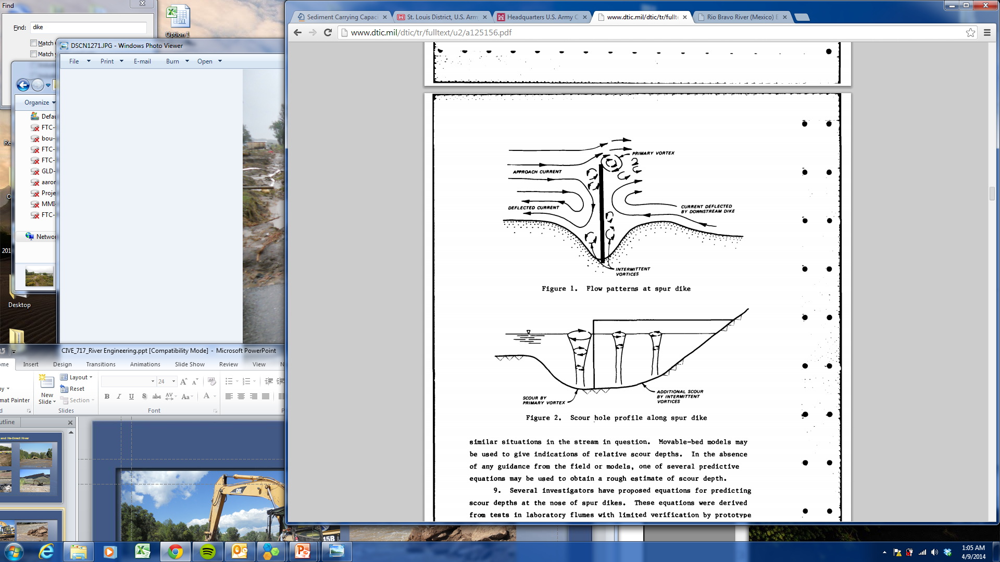 Find
Find:
dike
Match
Match
Option 1
DSCN1271.JPG - Windows Photo Viewer
File
Print
E-mail
Burn
Open
Organize
Defau
FTC-
bou-
FTC-
FTC-
GLD-
aaron
Proje
MMI-
FTC-
Networ
Re
O
201
Desktop
Sediment Carrying Capaci
St. Louis District, U.S. Arm
Headquarters U.S. Army C
www.dtic.mil/dtic/tr/fullt
Rio Bravo River (Mexico) E
www.dtic.mil/dtic/tr/fulltext/u2/a125156.pdf
PRIMARY VORTEX
APPROACH CURRENT
DEFLECTED CURRENT
CURRENT DEFLECTED
BY DOWNSTREAM DIKE
INTERMITTENT
VORTICES
Figure 1. Flow patterns at spur dike
SCOUR BY
PRIMARY VORTEX
ADDITIONAL SCOUR
BY INTERMITTENT
VORTICES
Figure 2. Scour hole profile along spur dike
similar situations in the stream in question. Movable-bed models may
be used to give indications of relative scour depths. In the absence
of any guidance from the field or models, one of several predictive
equations may be used to obtain a rough estimate of scour depth.
9. Several investigators have proposed equations for predicting
scour depths at the nose of spur dikes. These equations were derived
from tests in laboratory flumes with limited verification by prototype
CIVE_717_River Engineering.ppt [Compatibility Mode] - Microsoft PowerPoint
ome
Insert
Design
Transitions
Animations
Slide Show
Review
View
N
py
mat Painter
d
New
Slide
Layout
Reset
Section
Slides
24
B I U S abc AV Aa A
Font
utline
and Re-Direct River
CAT
45B
1:05 AM
4/9/2014